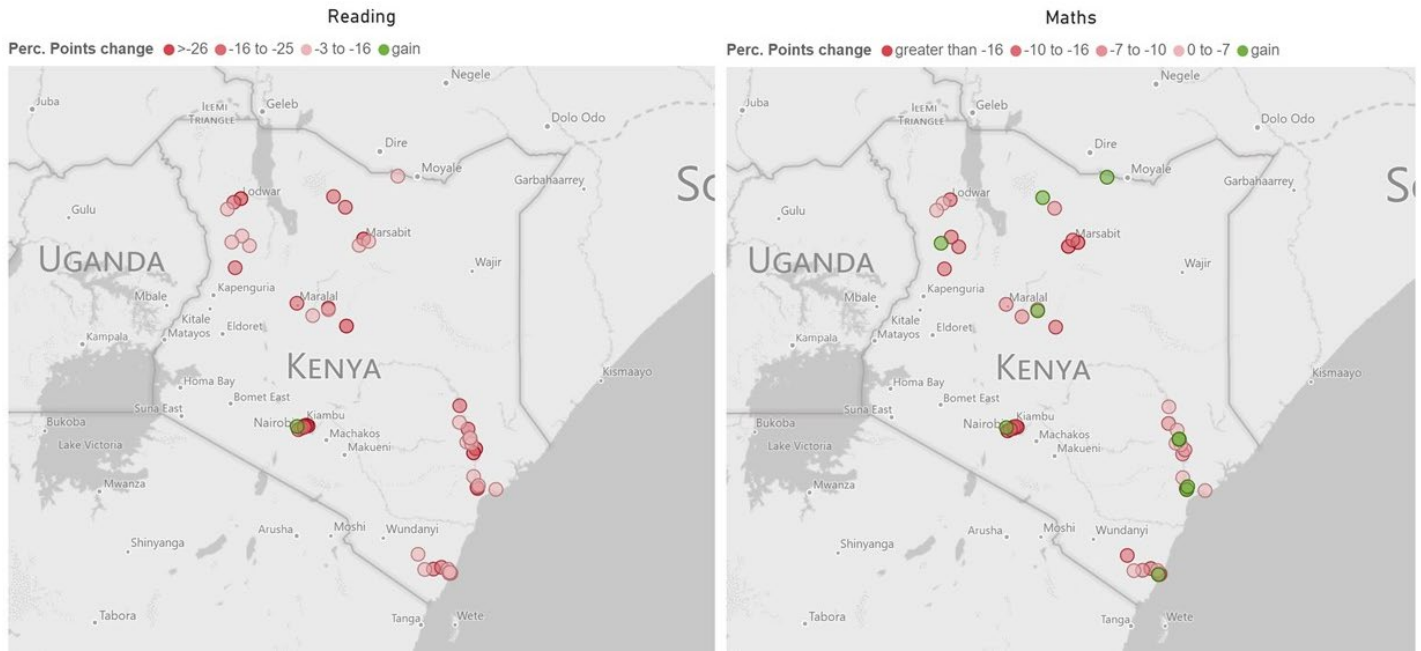 Reading
Perc. Points change >-26 -16 to -25 -3 to -16 gain
Negele
Juba
ILEMI
TRIANGLE
Geleb
Dolo Odo
Dire
Moyale
Garbahaarrey
So
Lodwar
Gulu
Marsabit
UGANDA
Wajir
Kapenguria
Maralal
Mbale
Kitale
Matayos
Eldoret
Kampala
KENYA
Kismaayo
Homa Bay
Bomet East
Suna East
Nairobi
Kiambu
Bukoba
Machakos
Lake Victoria
Makueni
Mwanza
Arusha
Moshi
Wundanyi
Shinyanga
Tabora
Tanga
Wete
Maths
Perc. Points change greater than -16 -10 to -16 -7 to -10 0 to -7 gain
Negele
Juba
ILEMI
TRIANGLE
Geleb
Dolo Odo
Dire
Moyale
Garbahaarrey
So
Lodwar
Gulu
Marsabit
UGANDA
Wajir
Kapenguria
Maralal
Mbale
Kitale
Matayos
Eldoret
Kampala
KENYA
Kismaayo
Homa Bay
Bomet East
Suna East
Nairobi
Kiambu
Bukoba
Machakos
Lake Victoria
Makueni
Mwanza
Arusha
Moshi
Wundanyi
Shinyanga
Tabora
Tanga
Wete